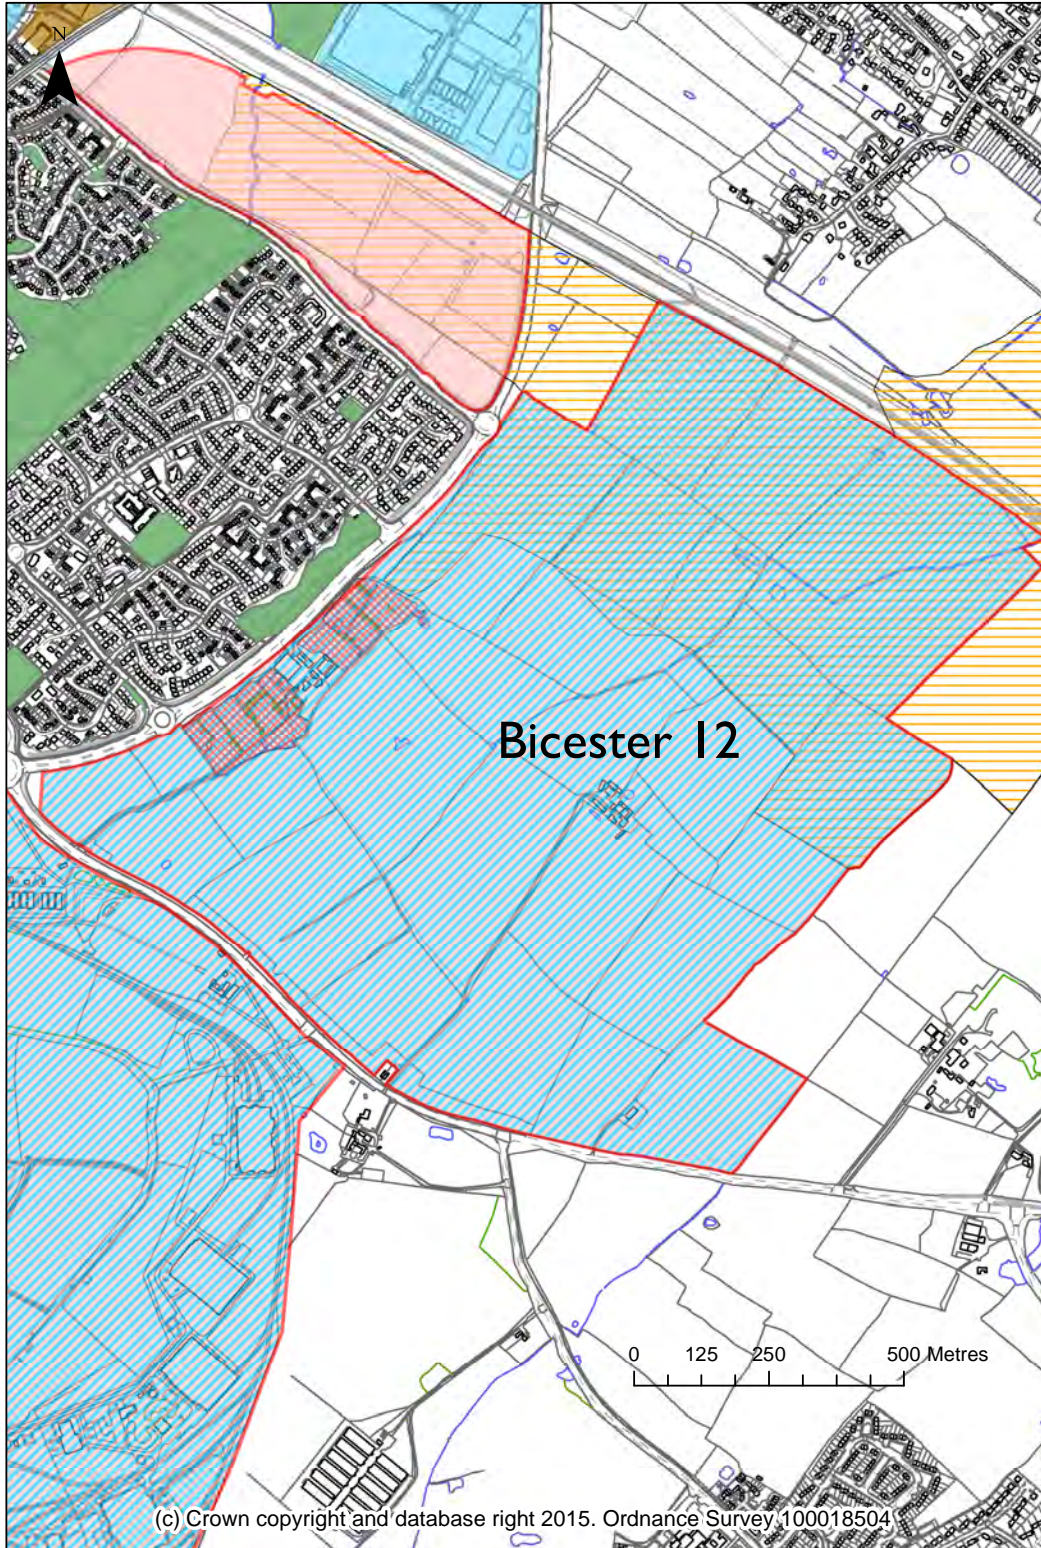 N
Bicester 12
0 125 250 500 Metres
(c) Crown copyright and database right 2015. Ordnance Survey 100018504